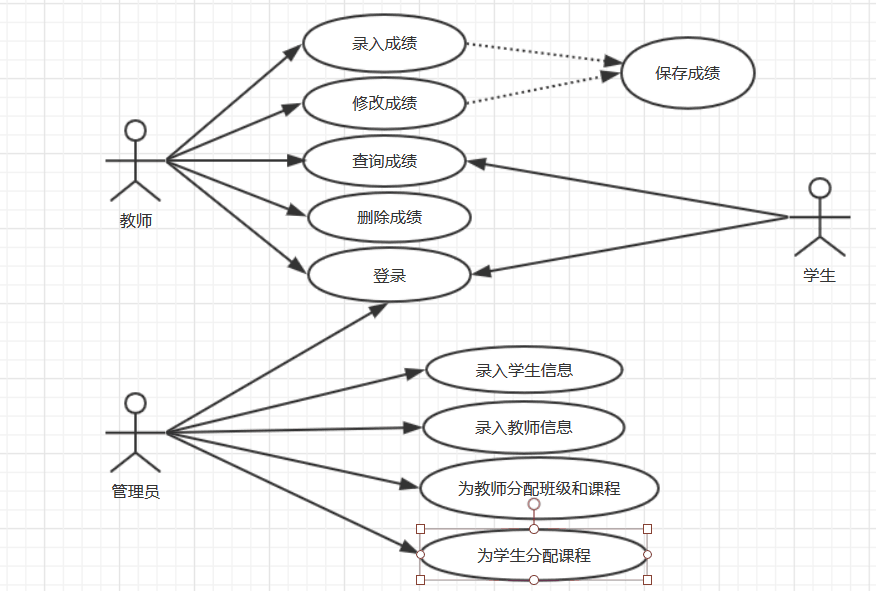 录入成绩
保存成绩
修改成绩
查询成绩
教师
删除成绩
登录
学生
录入学生信息
录入教师信息
管理员
为教师分配班级和课程
为学生分配课程